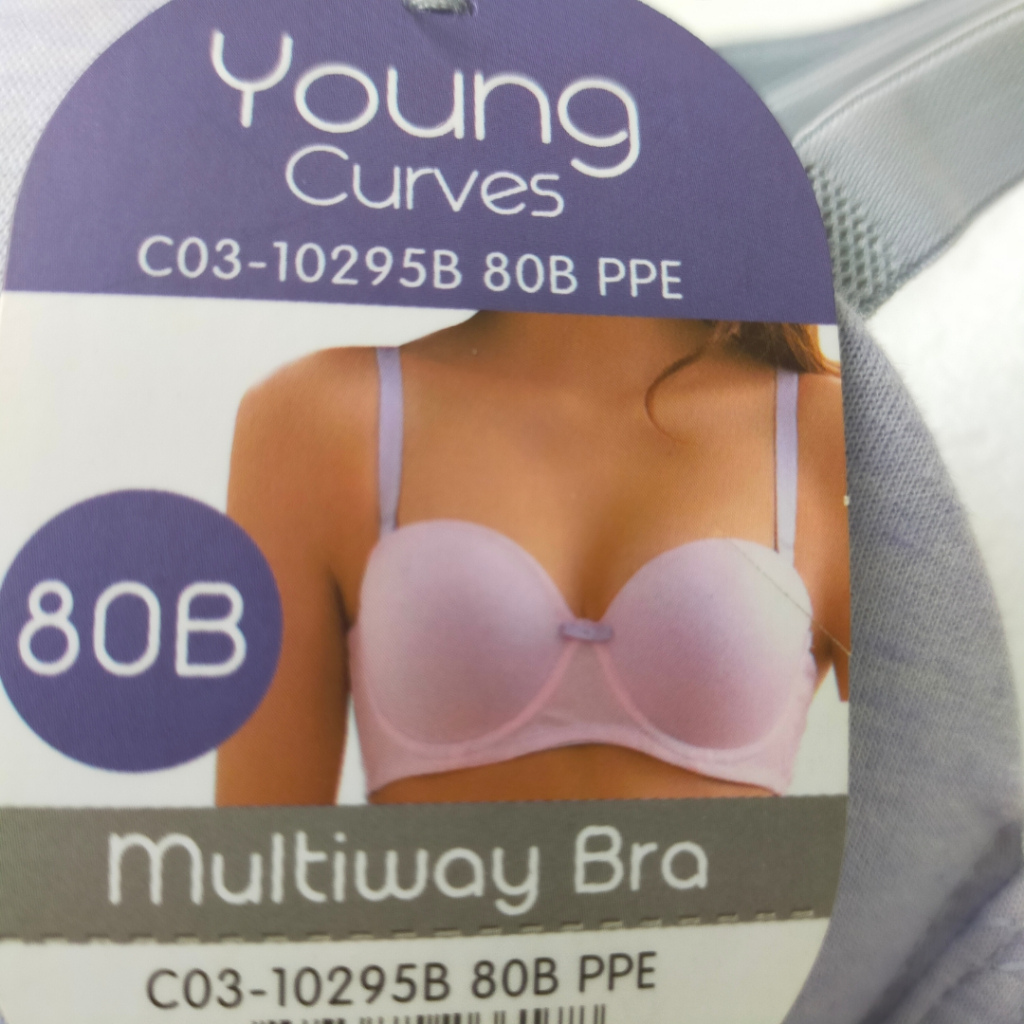 Young
Curves
C03-10295B 80B PPE
80B
Multiway Bra
C03-10295B 80B PPE